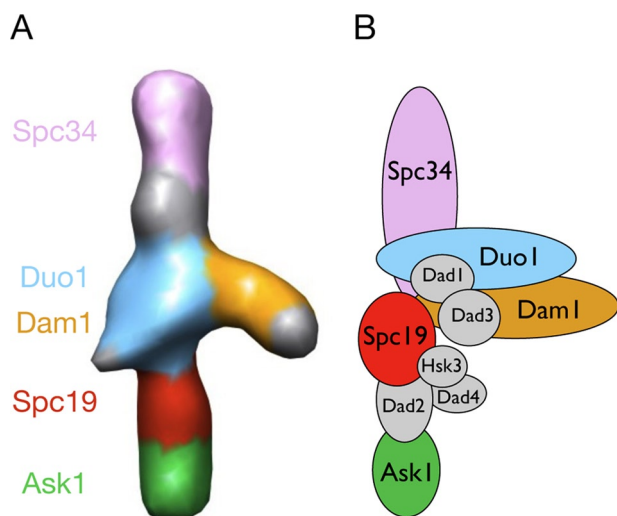 A
Spc34
Duo1
Dam1
Spc19
Ask1
B
Spc34
Duo1
Dad1
Dam1
Dad3
Spc19
Hsk3
Dad4
Dad2
Ask1